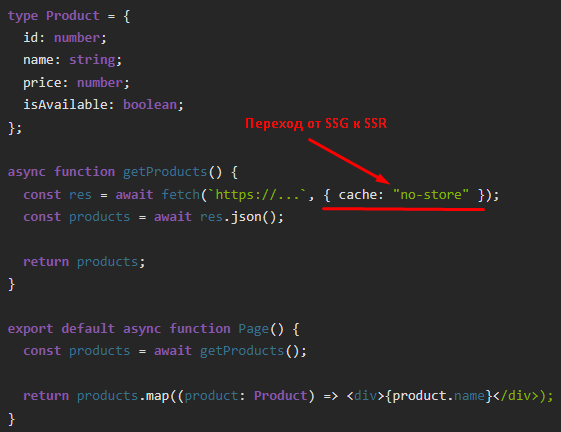 type Product = {
  id: number;
  name: string;
  price: number;
  isAvailable: boolean;
};
Переход от SSG к SSR
async function getProducts() {
  const res = await fetch(`https://...`, { cache: "no-store" });
  const products = await res.json();
  return products;
}
export default async function Page() {
  const products = await getProducts();
  return products.map((product: Product) => <div>{product.name}</div>);
}